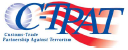 C-TPAT
Customs-Trade
Partnership Against Terrorism